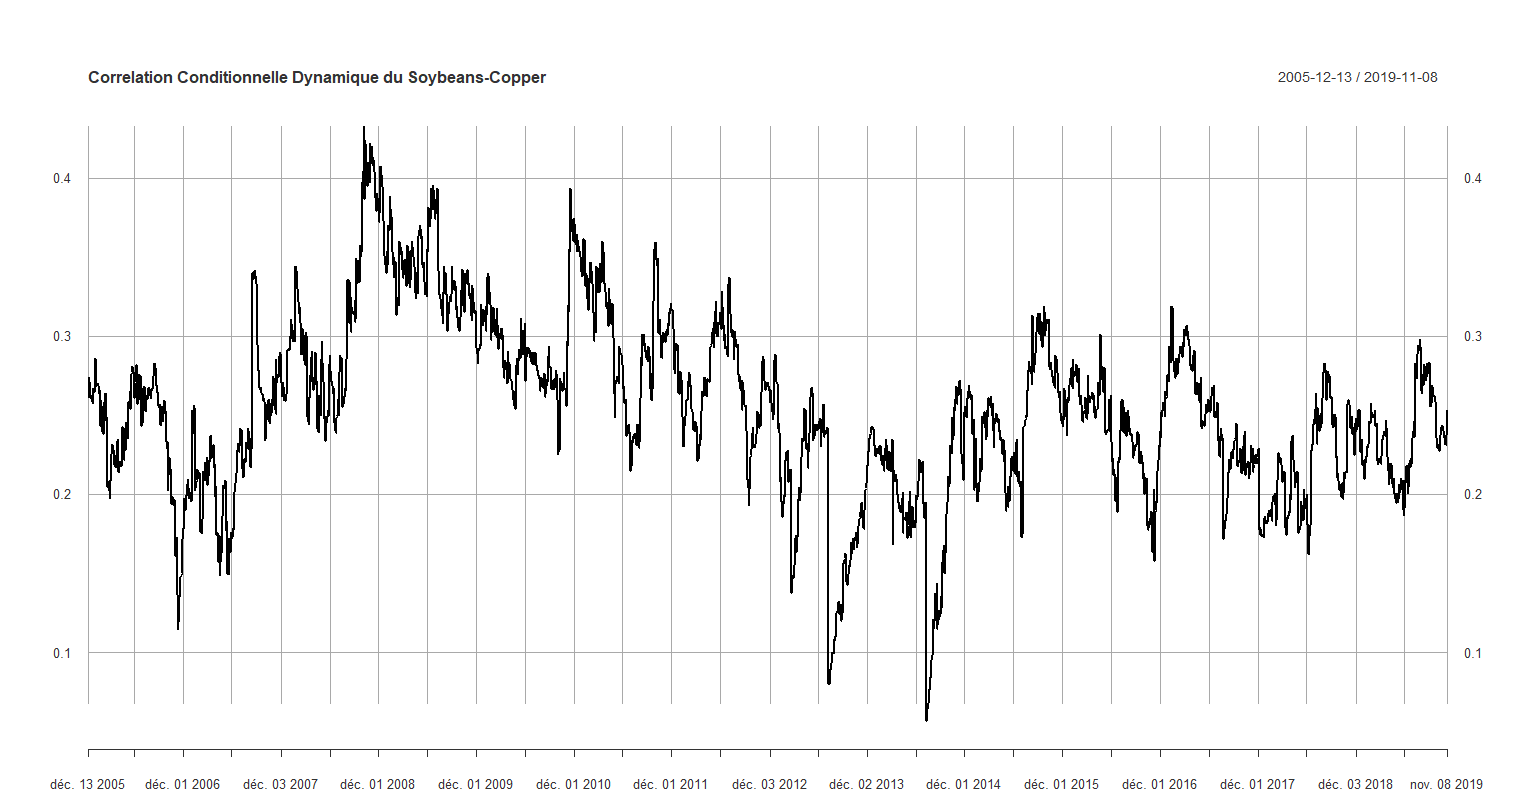 Correlation Conditionnelle Dynamique du Soybeans-Copper 2005-12-13 / 2019-11-08
0.4 0.4
0.3 0.3
0.2 0.2
0.1 0.1
déc. 13 2005 déc. 01 2006 déc. 03 2007 déc. 01 2008 déc. 01 2009 déc. 01 2010 déc. 01 2011 déc. 03 2012 déc. 02 2013 déc. 01 2014 déc. 01 2015 déc. 01 2016 déc. 01 2017 déc. 03 2018 nov. 08 2019